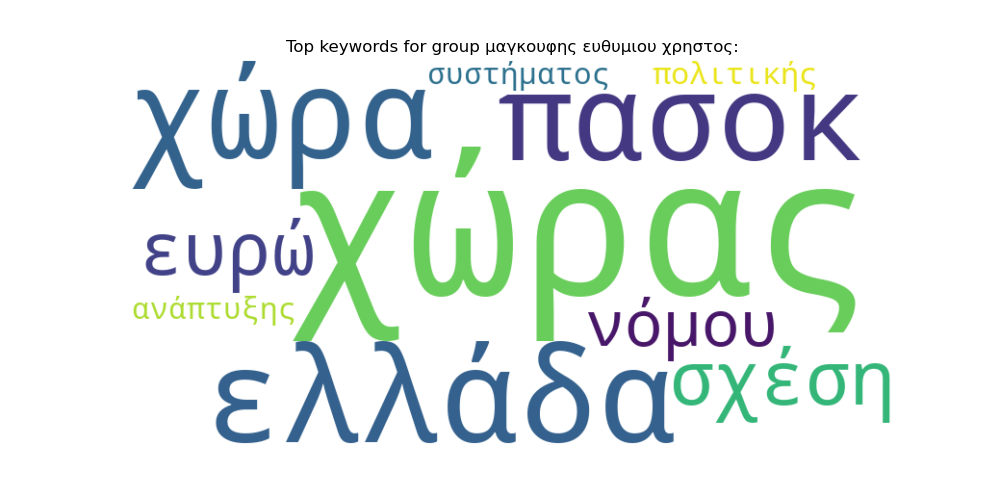 Top keywords for group μαγκουφης ευθυμιου χρηστος:
συστήματος πολιτικής
χώρα πασοκ
χώρας
ευρώ
ανάπτυξης
νόμου
ελλάδα
σχέση